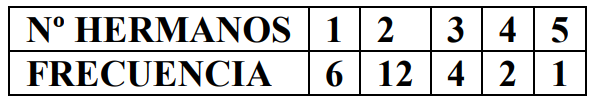 Nº HERMANOS 1 2 3 4 5
FRECUENCIA 6 12 4 2 1